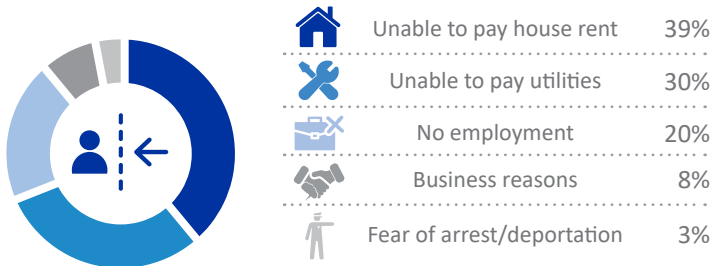 Unable to pay house rent 39%
Unable to pay utilities 30%
No employment 20%
Business reasons 8%
Fear of arrest/deportation 3%